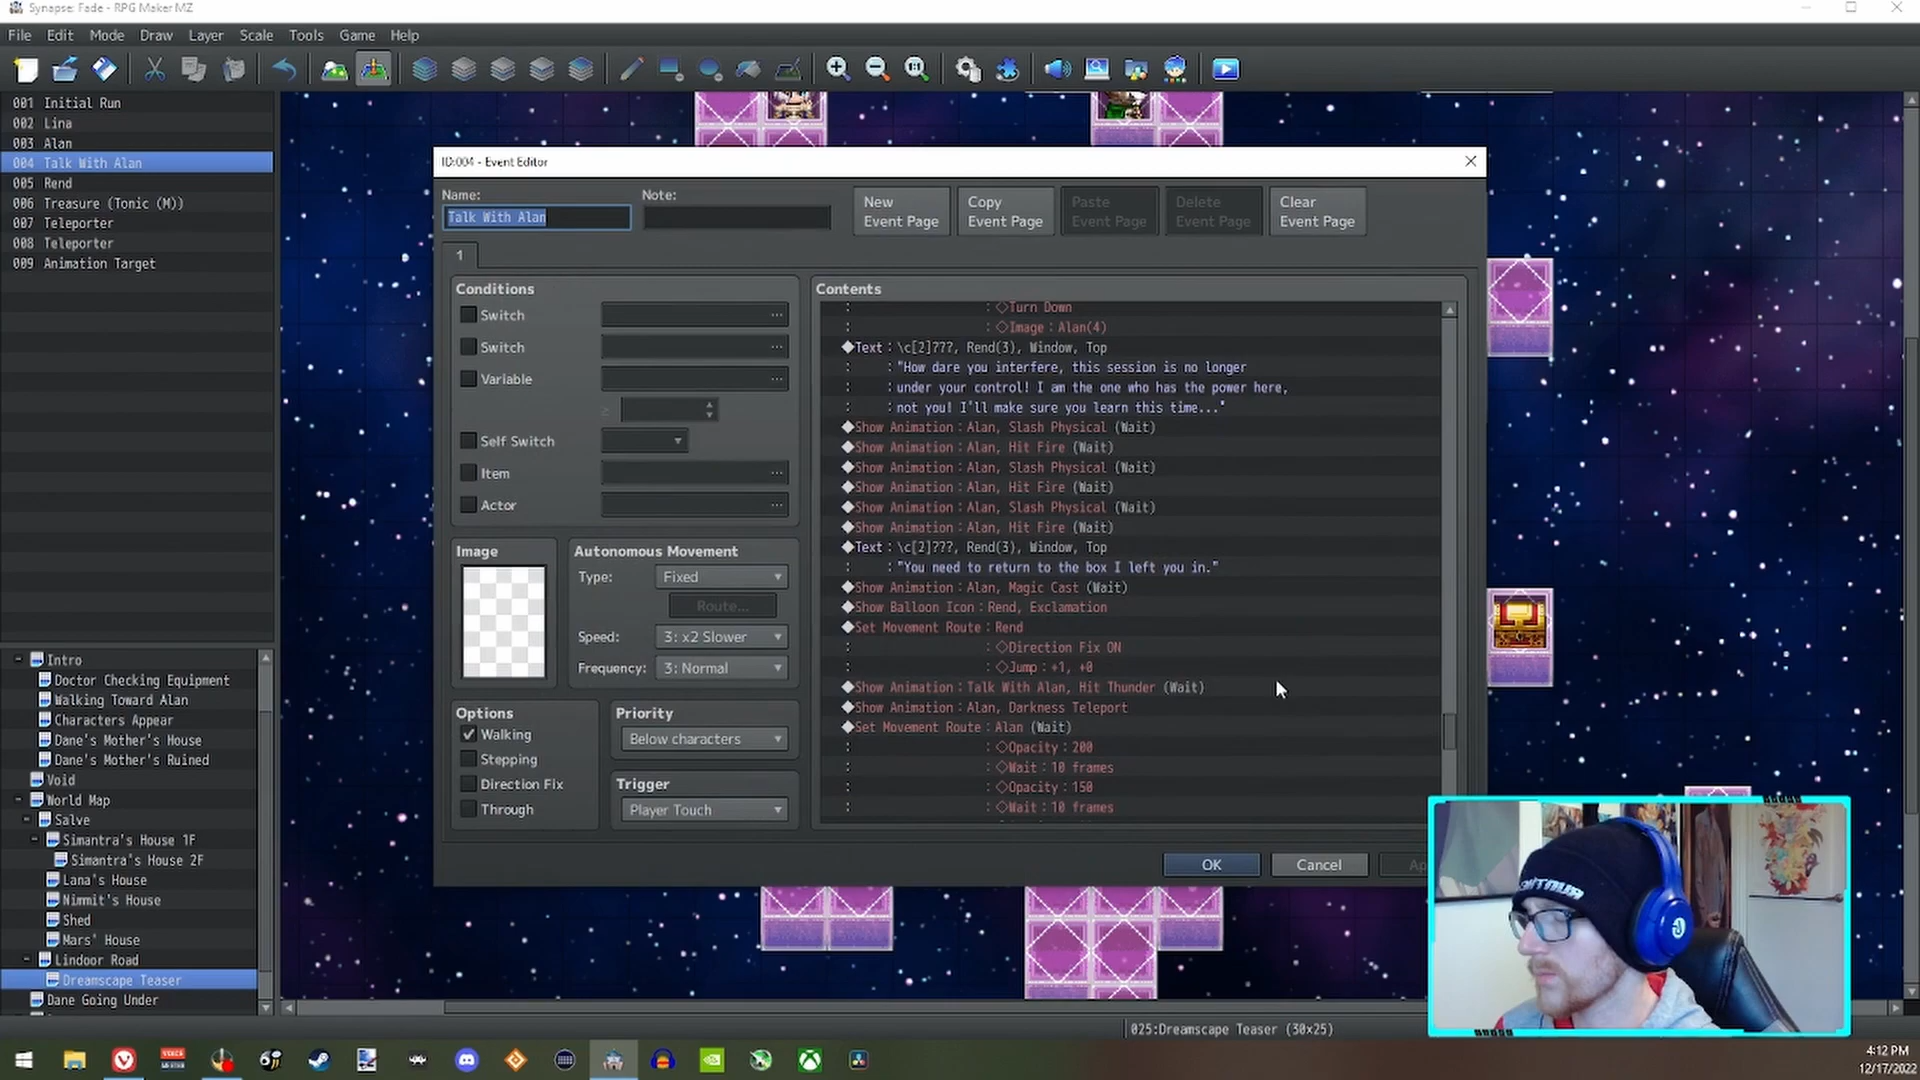 Synapse: Fade - RPG Maker MZ
File Edit Mode Draw Layer Scale Tools Game Help
001 Initial Run
002 Lina
003 Alan
004 Talk With Alan
005 Rend
006 Treasure (Tonic (M))
007 Teleporter
008 Teleporter
009 Animation Target
Intro
Doctor Checking Equipment
Walking Toward Alan
Characters Appear
Dane's Mother's House
Dane's Mother's Ruined
Void
World Map
Salve
Simantra's House 1F
Simantra's House 2F
Lana's House
Nimmit's House
Shed
Mars' House
Lindoor Road
Dreamscape Teaser
Dane Going Under
ID:004 - Event Editor
Name:
Talk With Alan
Note:
New Event Page
Copy Event Page
Paste Event Page
Delete Event Page
Clear Event Page
1
Conditions
Switch
Switch
Variable
≥
Self Switch
Item
Actor
Image
Autonomous Movement
Type: Fixed
Route...
Speed: 3: x2 Slower
Frequency: 3: Normal
Options
Walking
Stepping
Direction Fix
Through
Priority
Below characters
Trigger
Player Touch
Contents
: : ◇Turn Down
: : ◇Image : Alan(4)
◆Text : \c[2]???, Rend(3), Window, Top
: : "How dare you interfere, this session is no longer
: : under your control! I am the one who has the power here,
: : not you! I'll make sure you learn this time..."
◆Show Animation : Alan, Slash Physical (Wait)
◆Show Animation : Alan, Hit Fire (Wait)
◆Show Animation : Alan, Slash Physical (Wait)
◆Show Animation : Alan, Hit Fire (Wait)
◆Show Animation : Alan, Slash Physical (Wait)
◆Show Animation : Alan, Hit Fire (Wait)
◆Text : \c[2]???, Rend(3), Window, Top
: : "You need to return to the box I left you in."
◆Show Animation : Alan, Magic Cast (Wait)
◆Show Balloon Icon : Rend, Exclamation
◆Set Movement Route : Rend
: : ◇Direction Fix ON
: : ◇Jump : +1, +0
◆Show Animation : Talk With Alan, Hit Thunder (Wait)
◆Show Animation : Alan, Darkness Teleport
◆Set Movement Route : Alan (Wait)
: : ◇Opacity : 200
: : ◇Wait : 10 frames
: : ◇Opacity : 150
: : ◇Wait : 10 frames
OK
Cancel
Ap
025:Dreamscape Teaser (30x25)
4:12 PM
12/17/2022